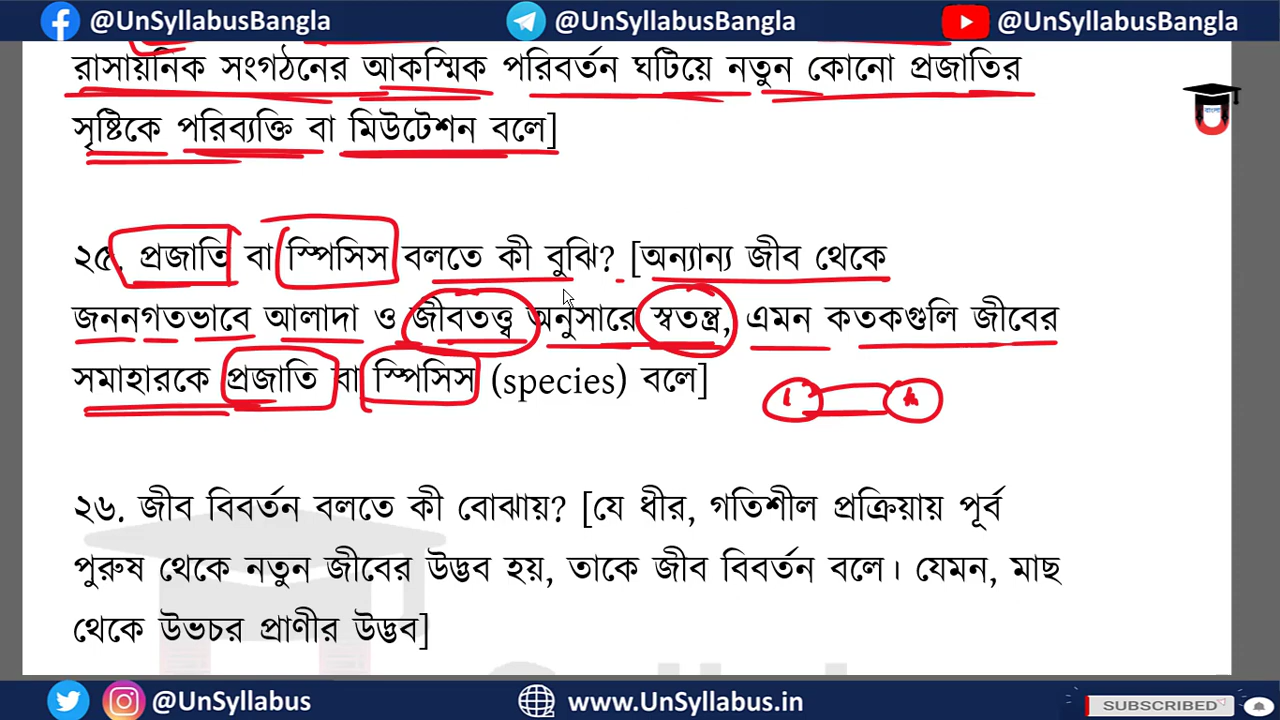 @UnSyllabusBangla @UnSyllabusBangla @UnSyllabusBangla
রাসায়নিক সংগঠনের আকস্মিক পরিবর্তন ঘটিয়ে নতুন কোনো প্রজাতির
সৃষ্টিকে পরিব্যক্তি বা মিউটেশন বলে]
২৫. প্রজাতি বা স্পিসিস বলতে কী বুঝি? [অন্যান্য জীব থেকে
জননগতভাবে আলাদা ও জীবতত্ত্ব অনুসারে স্বতন্ত্র, এমন কতকগুলি জীবের
সমাহারকে প্রজাতি বা স্পিসিস (species) বলে]
২৬. জীব বিবর্তন বলতে কী বোঝায়? [যে ধীর, গতিশীল প্রক্রিয়ায় পূর্ব
পুরুষ থেকে নতুন জীবের উদ্ভব হয়, তাকে জীব বিবর্তন বলে। যেমন, মাছ
থেকে উভচর প্রাণীর উদ্ভব]
@UnSyllabus www.UnSyllabus.in SUBSCRIBED